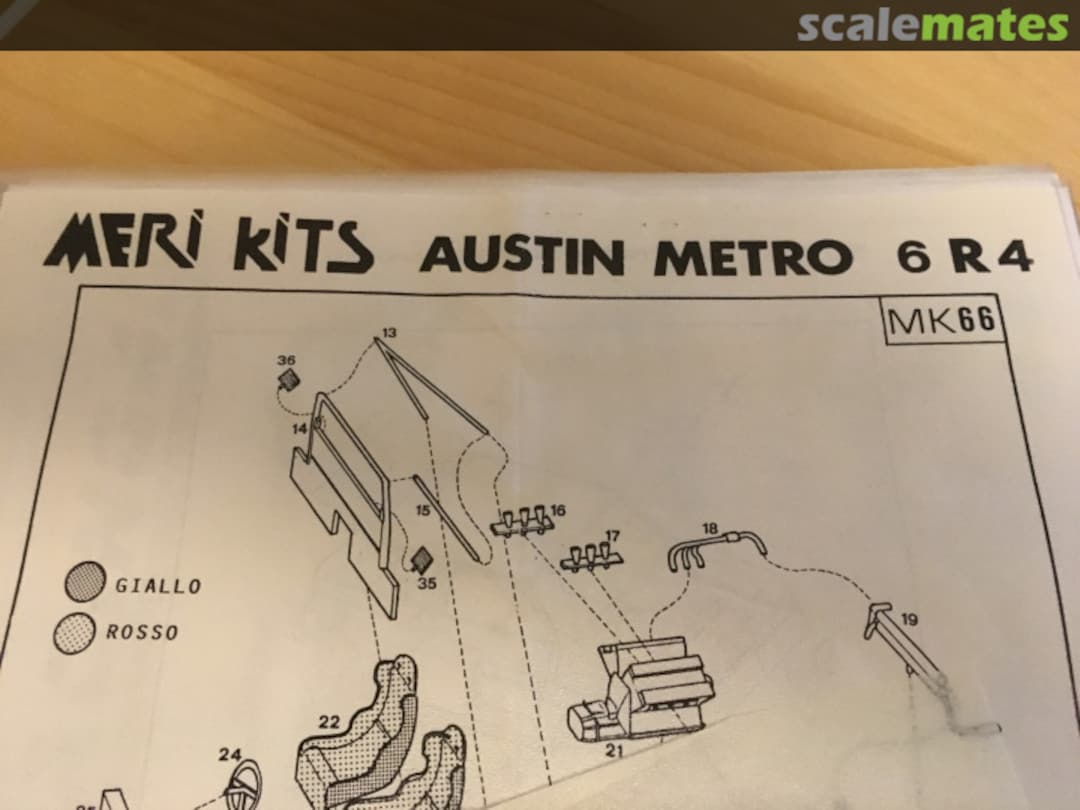 scalemates
MERi KiTS AUSTIN METRO 6 R 4
MK66
13
36
14
15
16
17
18
35
GIALLO
ROSSO
19
22
21
24